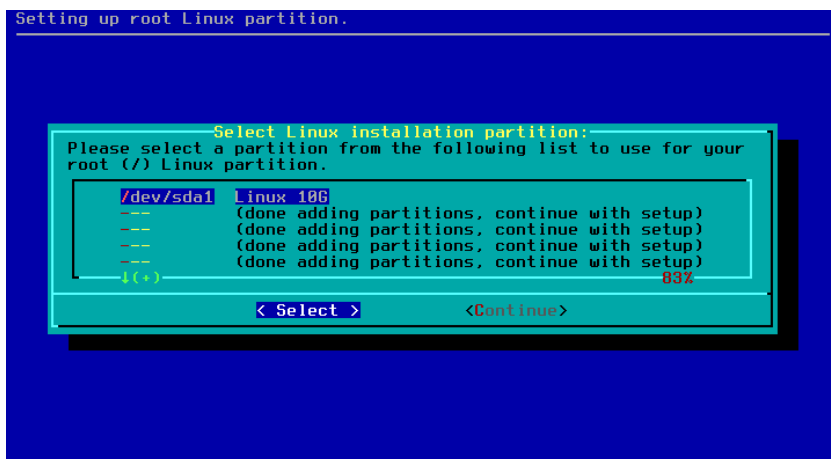 Setting up root Linux partition.
Select Linux installation partition:
Please select a partition from the following list to use for your
root (/) Linux partition.
/dev/sda1 Linux 10G
--- (done adding partitions, continue with setup)
--- (done adding partitions, continue with setup)
--- (done adding partitions, continue with setup)
--- (done adding partitions, continue with setup)
↓(+) 83%
< Select > <Continue>